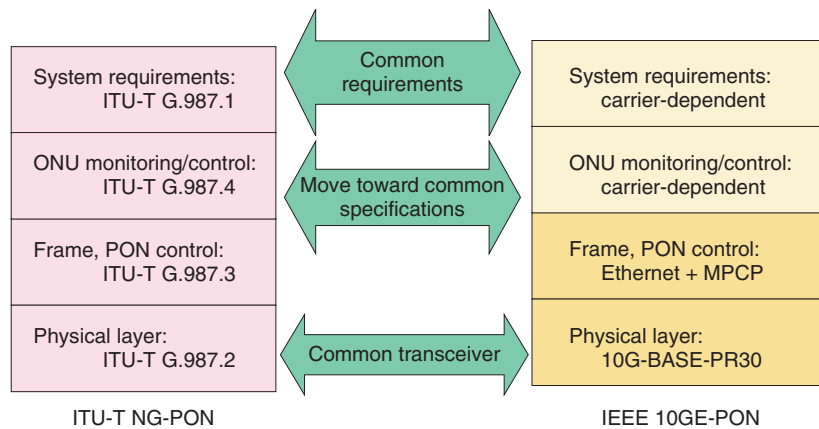 System requirements:
ITU-T G.987.1
ONU monitoring/control:
ITU-T G.987.4
Frame, PON control:
ITU-T G.987.3
Physical layer:
ITU-T G.987.2
ITU-T NG-PON
Common
requirements
Move toward common
specifications
Common transceiver
System requirements:
carrier-dependent
ONU monitoring/control:
carrier-dependent
Frame, PON control:
Ethernet + MPCP
Physical layer:
10G-BASE-PR30
IEEE 10GE-PON